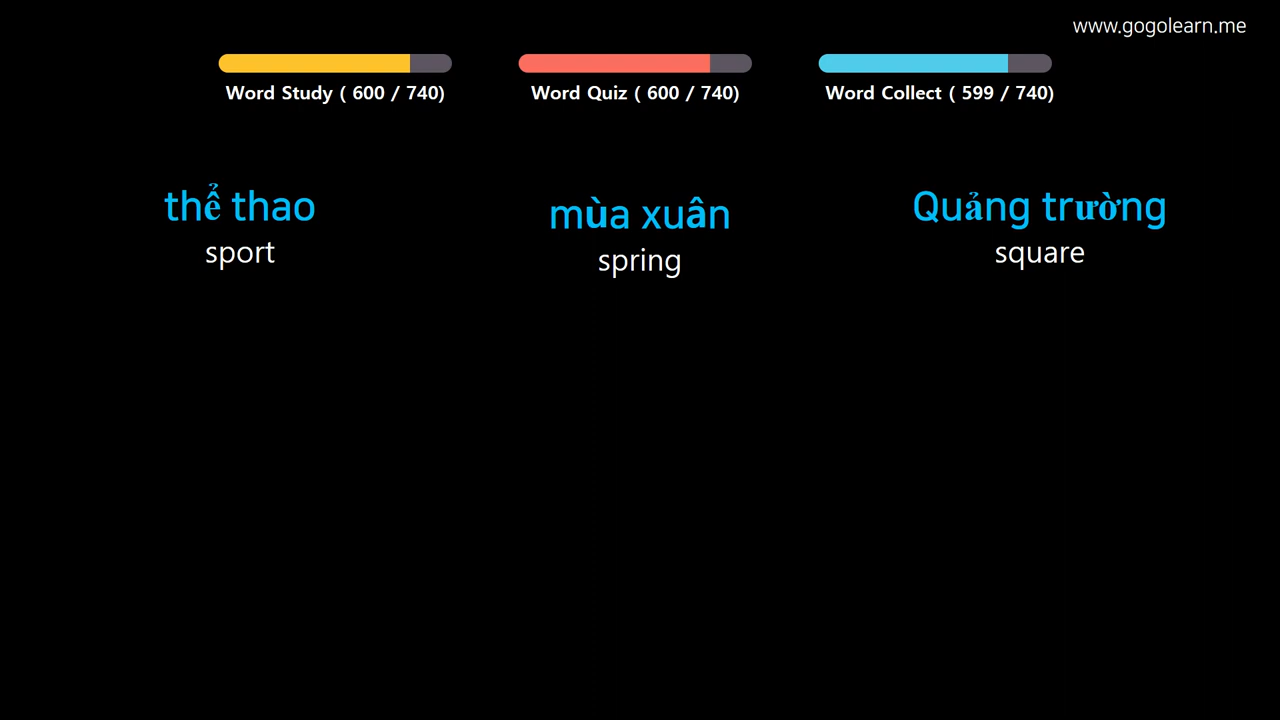 www.gogolearn.me
Word Study ( 600 / 740)
Word Quiz ( 600 / 740)
Word Collect ( 599 / 740)
thể thao
sport
mùa xuân
spring
Quảng trường
square